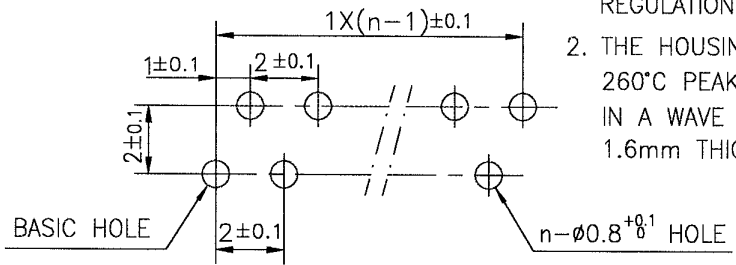 REGULATION
1X(n-1)±0.1
2. THE HOUSIN
1±0.1
2±0.1
260°C PEAK
IN A WAVE
2±0.1
1.6mm THIC
BASIC HOLE
2±0.1
n-ø0.8 +0.1 0 HOLE